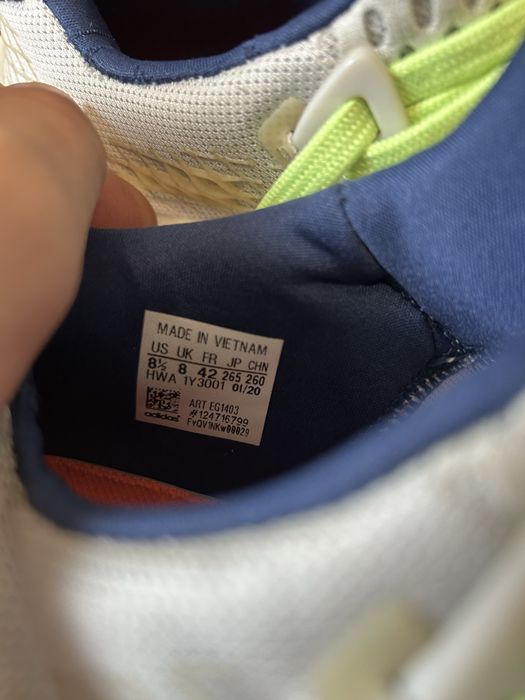 MADE IN VIETNAM
US UK FR JP CHN
8½ 8 42 265 260
HWA 1Y3001 01/20
ART EG1403
#124716799
FvQV1NKw00029
adidas